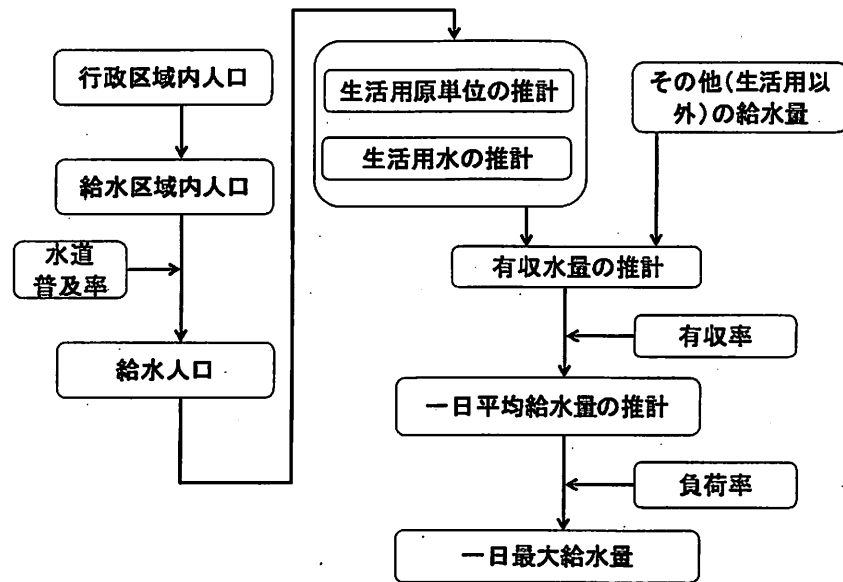 行政区域内人口
給水区域内人口
水道
普及率
給水人口
生活用原単位の推計
生活用水の推計
その他(生活用以
外)の給水量
有収水量の推計
有収率
一日平均給水量の推計
負荷率
一日最大給水量